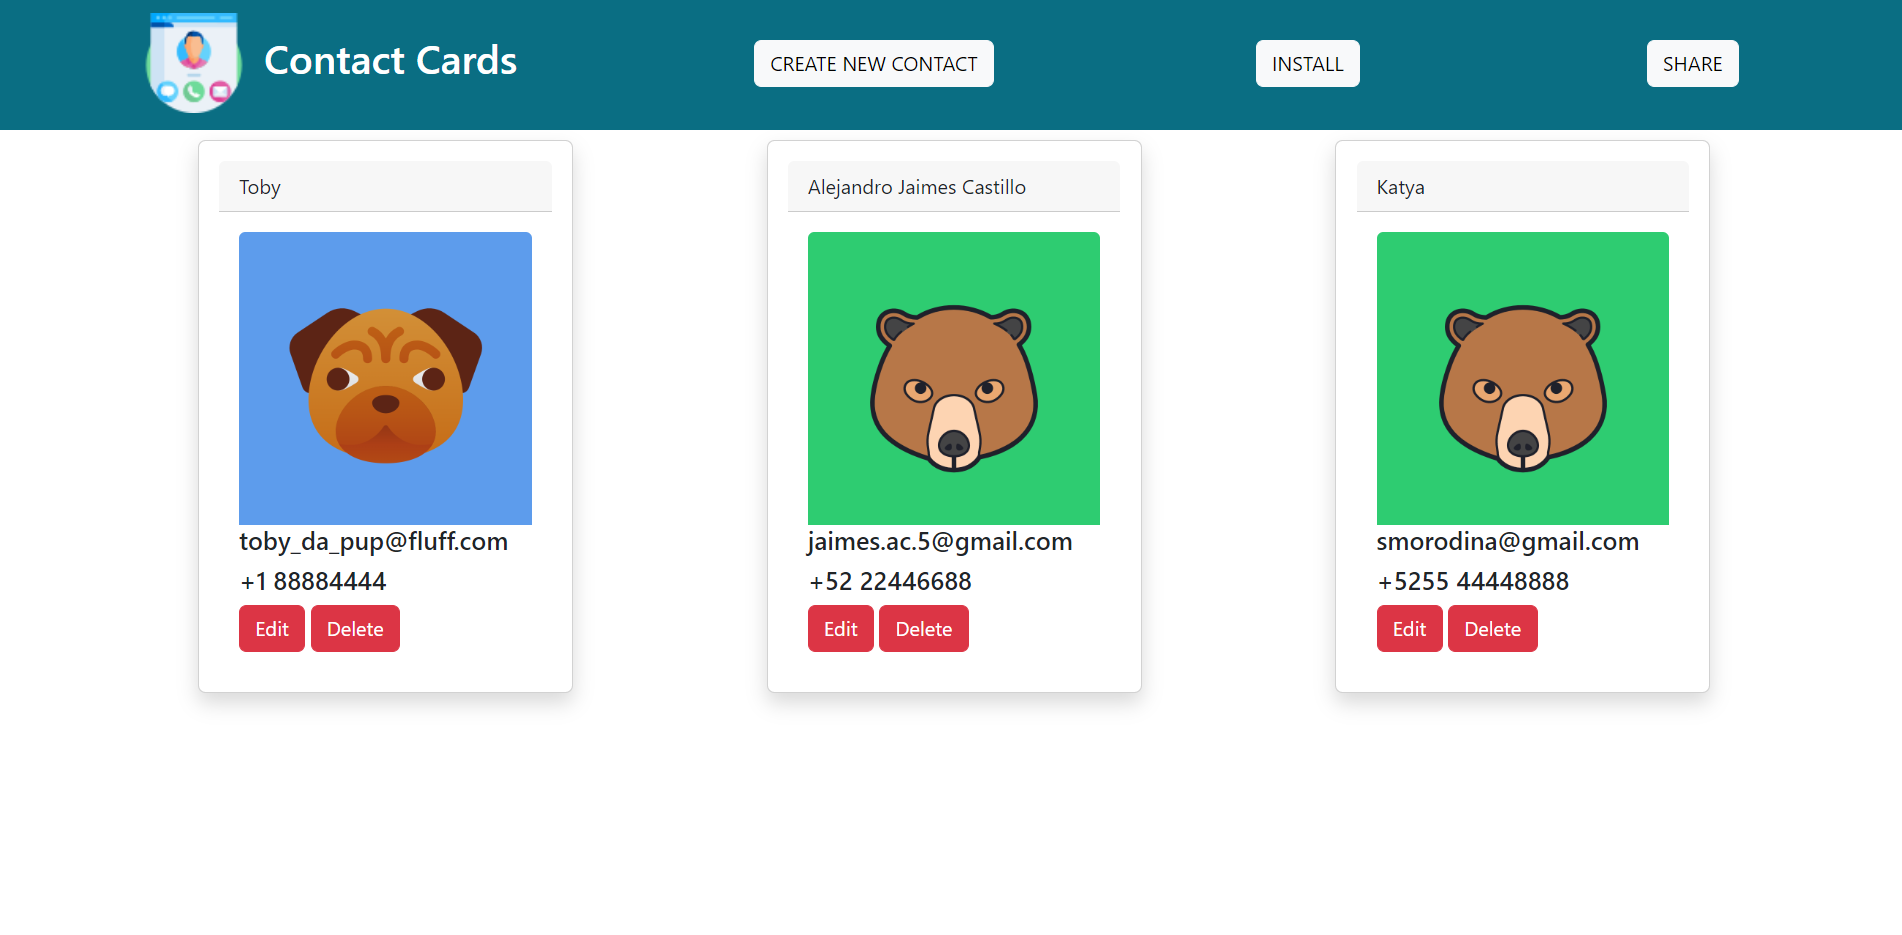 Contact Cards
CREATE NEW CONTACT
INSTALL
SHARE
Toby
toby_da_pup@fluff.com
+1 88884444
Edit
Delete
Alejandro Jaimes Castillo
jaimes.ac.5@gmail.com
+52 22446688
Edit
Delete
Katya
smorodina@gmail.com
+5255 44448888
Edit
Delete